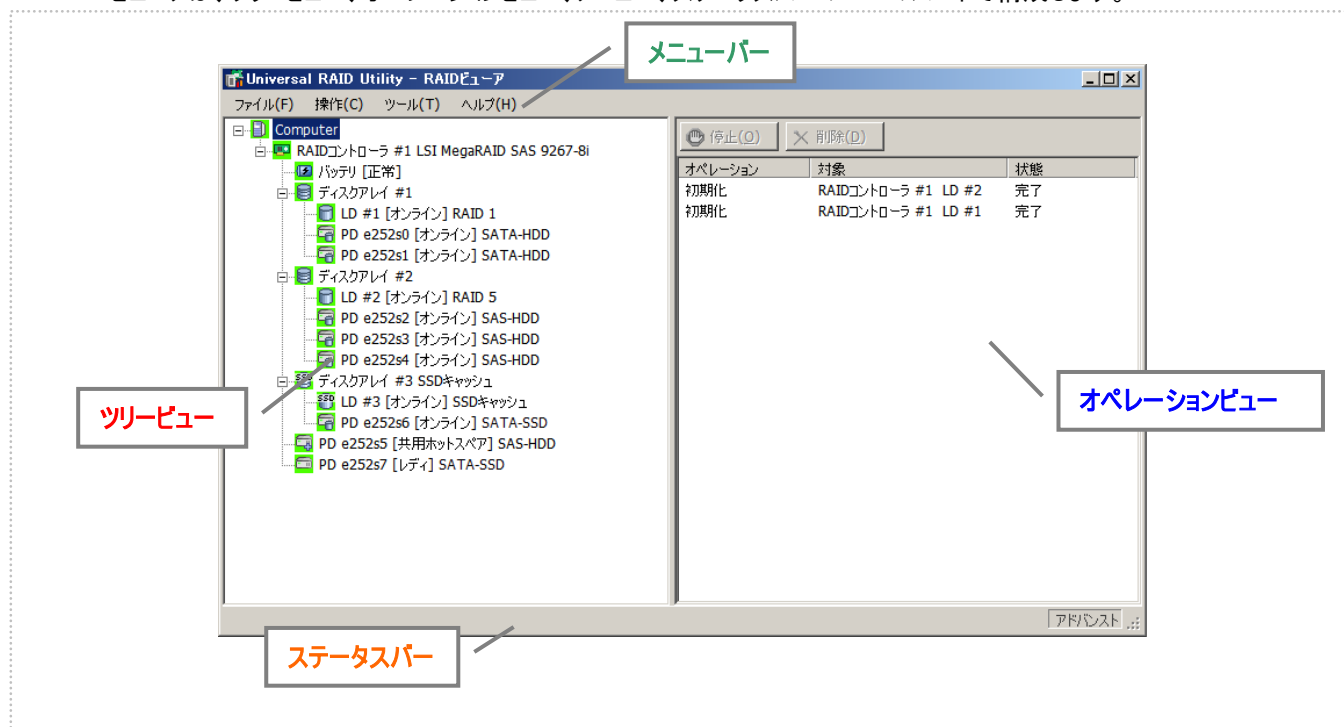 メニューバー
Universal RAID Utility - RAIDビューア
ファイル(F) 操作(C) ツール(T) ヘルプ(H)
Computer
RAIDコントローラ #1 LSI MegaRAID SAS 9267-8i
バッテリ [正常]
ディスクアレイ #1
LD #1 [オンライン] RAID 1
PD e252s0 [オンライン] SATA-HDD
PD e252s1 [オンライン] SATA-HDD
ディスクアレイ #2
LD #2 [オンライン] RAID 5
PD e252s2 [オンライン] SAS-HDD
PD e252s3 [オンライン] SAS-HDD
PD e252s4 [オンライン] SAS-HDD
ディスクアレイ #3 SSDキャッシュ
LD #3 [オンライン] SSDキャッシュ
PD e252s6 [オンライン] SATA-SSD
PD e252s5 [共用ホットスペア] SAS-HDD
PD e252s7 [レディ] SATA-SSD
停止(O) 削除(D)
オペレーション 対象 状態
初期化 RAIDコントローラ #1 LD #2 完了
初期化 RAIDコントローラ #1 LD #1 完了
ツリービュー
オペレーションビュー
アドバンスト
ステータスバー